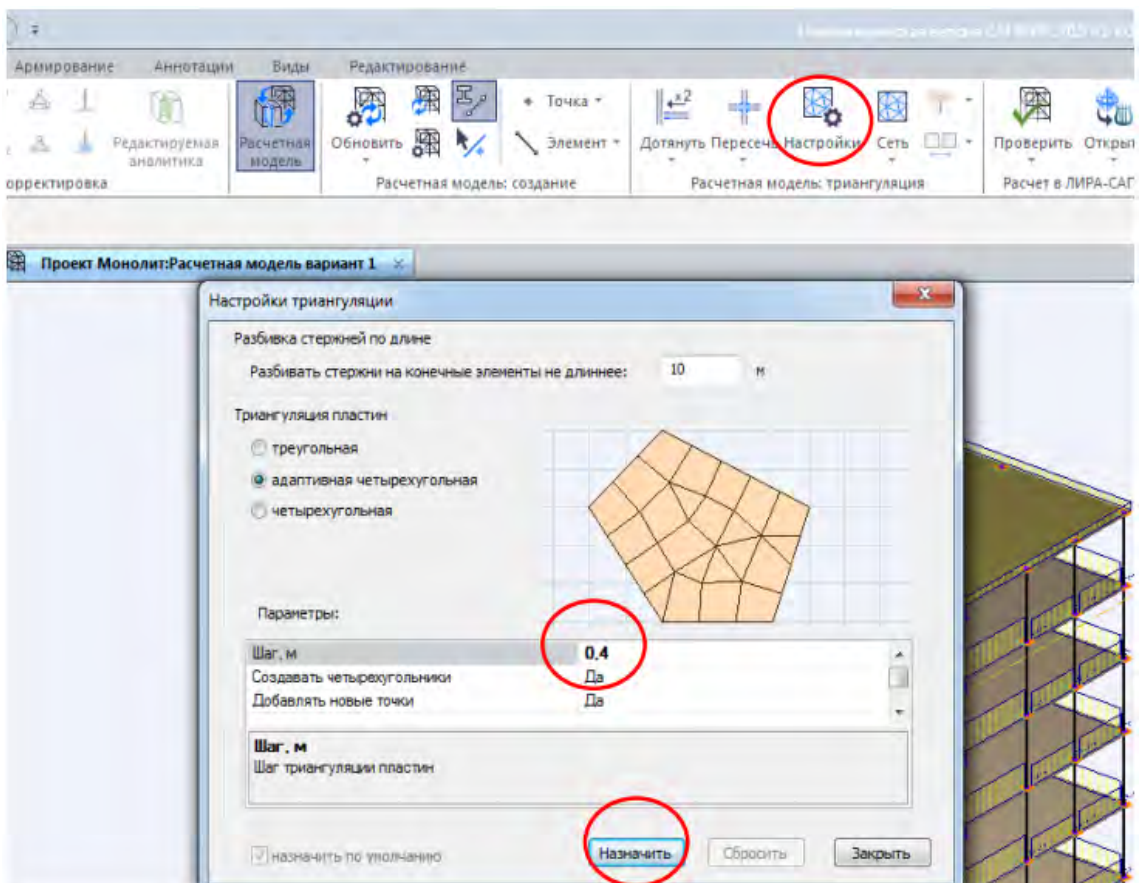 Армирование Аннотации Виды Редактирование
Редактируемая аналитика
Расчетная модель
Обновить
Точка
Элемент
Дотянуть Пересечь Настройки Сеть
Проверить
орректировка
Расчетная модель: создание
Расчетная модель: триангуляция
Расчет в ЛИРА-САП
Проект Монолит:Расчетная модель вариант 1
Настройки триангуляции
Разбивка стержней по длине
Разбивать стержни на конечные элементы не длиннее: 10 м
Триангуляция пластин
треугольная
адаптивная четырехугольная
четырехугольная
Параметры:
Шаг, м 0,4
Создавать четырехугольники Да
Добавлять новые точки Да
Шаг, м
Шаг триангуляции пластин
назначить по умолчанию
Назначить Сбросить Закрыть